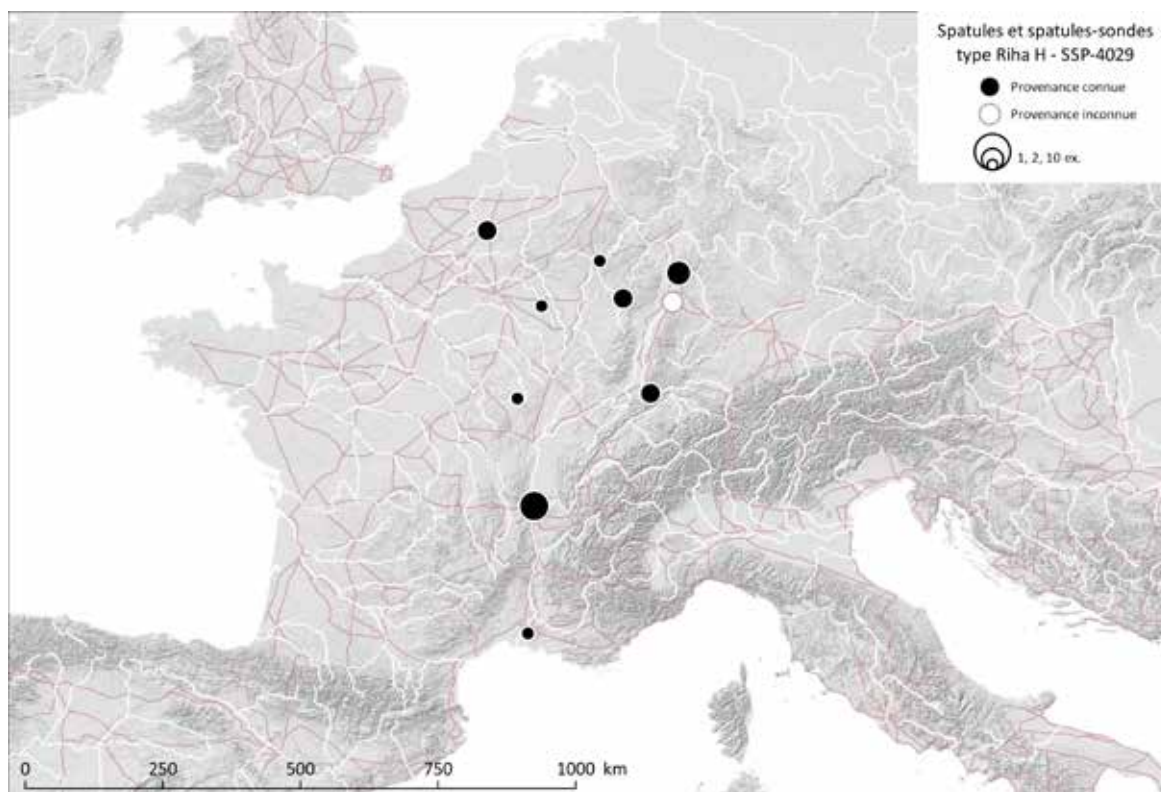 Spatules et spatules-sondes
type Riha H - SSP-4029
Provenance connue
Provenance inconnue
1, 2, 10 ex.
0 250 500 750 1000 km